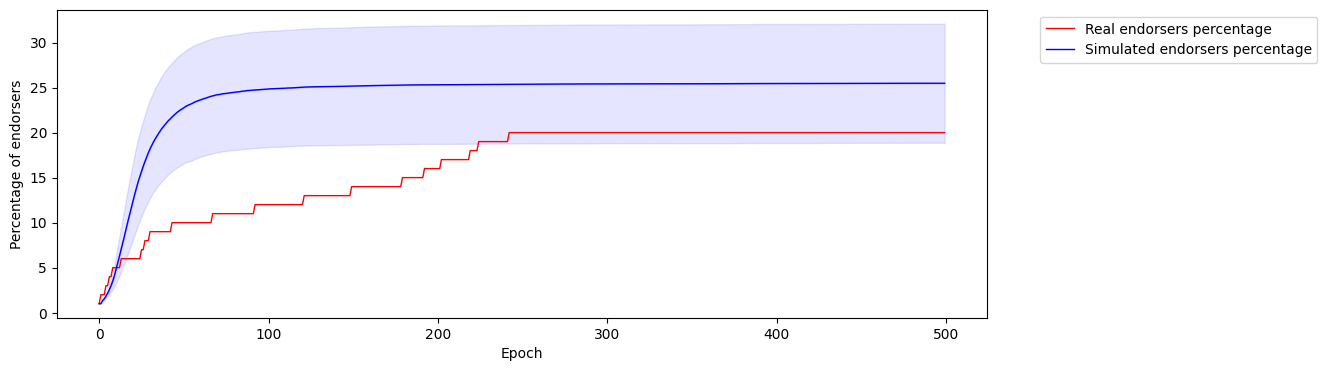 Real endorsers percentage
Simulated endorsers percentage
Percentage of endorsers
30
25
20
15
10
5
0
0 100 200 300 400 500
Epoch